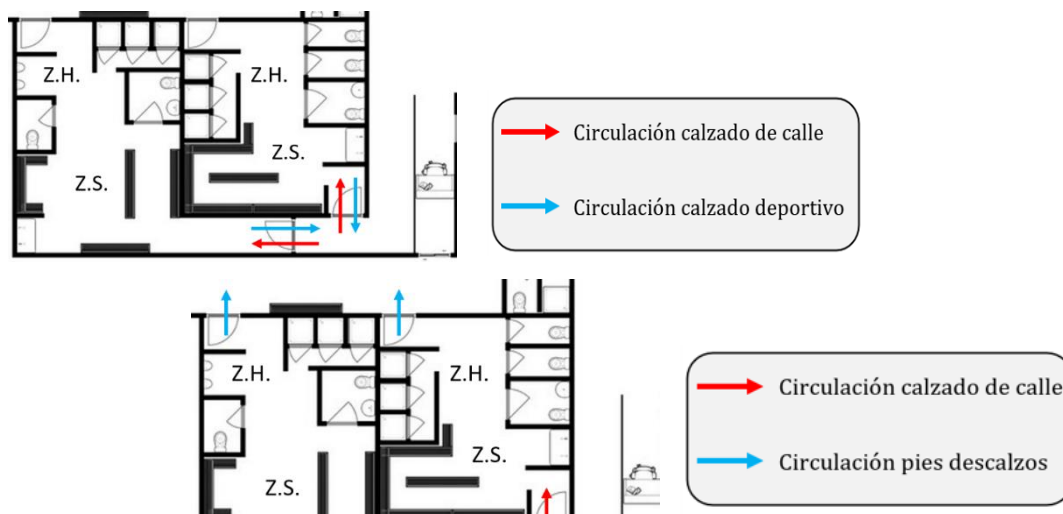 Z.H.
Z.H.
Z.S.
Z.S.
Circulación calzado de calle
Circulación calzado deportivo
Z.H.
Z.H.
Z.S.
Z.S.
Circulación calzado de calle
Circulación pies descalzos